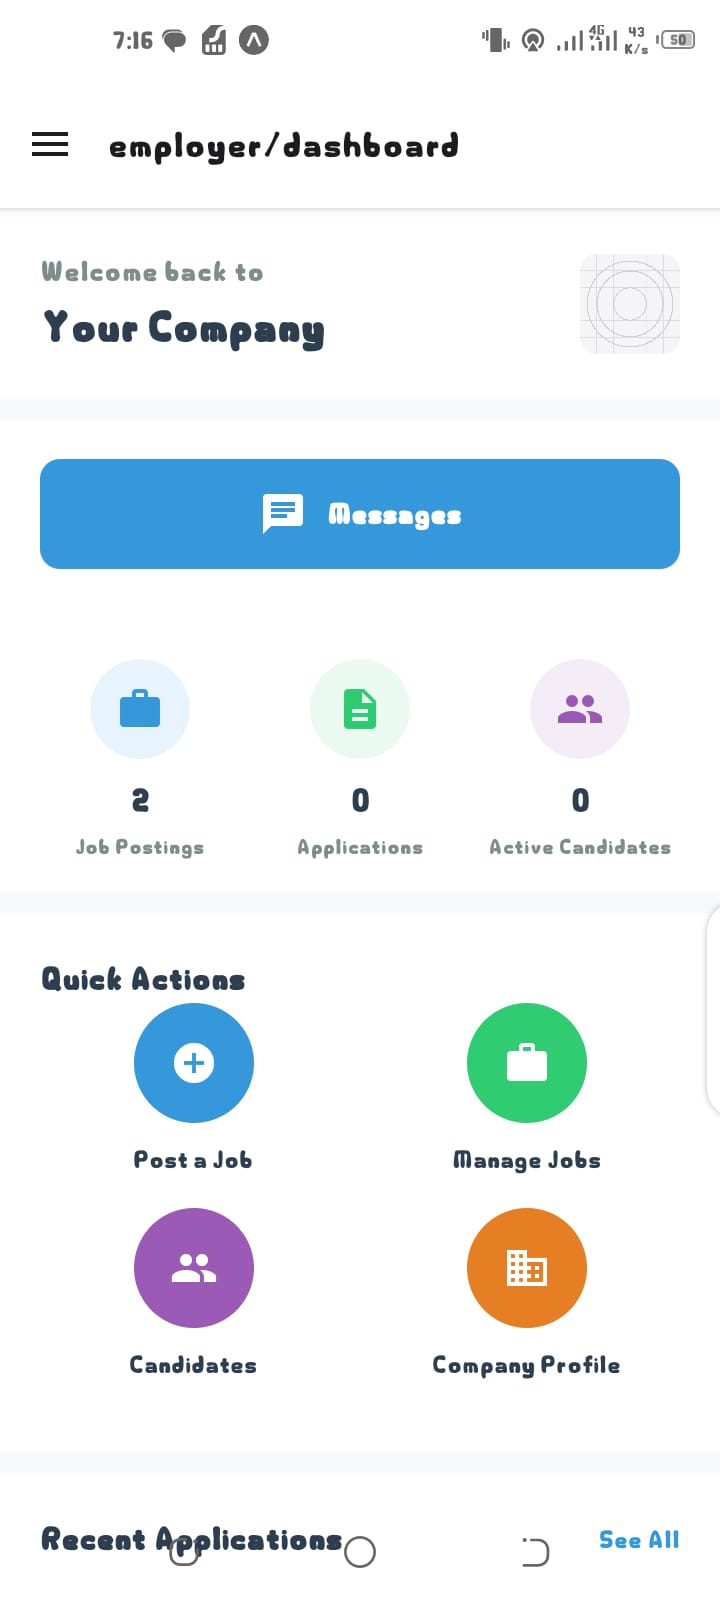 7:16
4G
43
K/s
50
employer/dashboard
Welcome back to
Your Company
Messages
2
0
0
Job Postings
Applications
Active Candidates
Quick Actions
Post a Job
Manage Jobs
Candidates
Company Profile
Recent Applications
See All